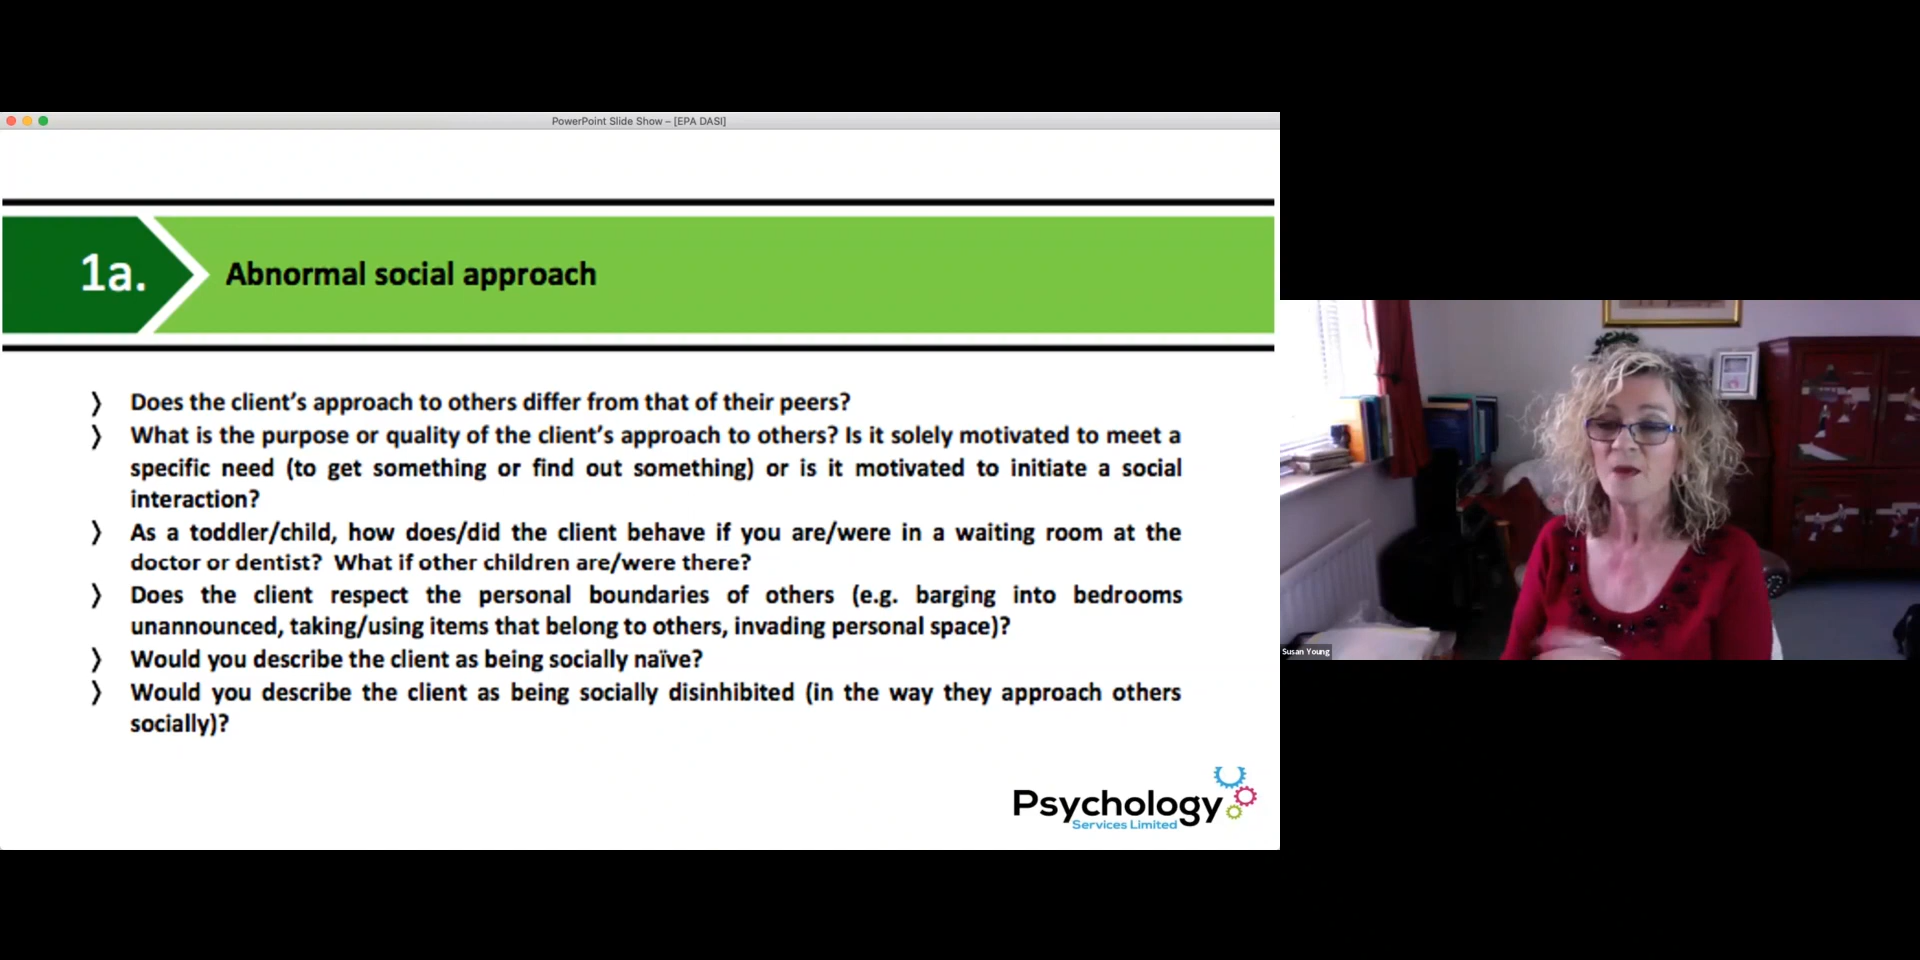 PowerPoint Slide Show – [EPA DASI]
1a.
Abnormal social approach
Does the client's approach to others differ from that of their peers?
What is the purpose or quality of the client's approach to others? Is it solely motivated to meet a
specific need (to get something or find out something) or is it motivated to initiate a social
interaction?
As a toddler/child, how does/did the client behave if you are/were in a waiting room at the
doctor or dentist? What if other children are/were there?
Does the client respect the personal boundaries of others (e.g. barging into bedrooms
unannounced, taking/using items that belong to others, invading personal space)?
Would you describe the client as being socially naïve?
Would you describe the client as being socially disinhibited (in the way they approach others
socially)?
Psychology
Services Limited
Susan Young